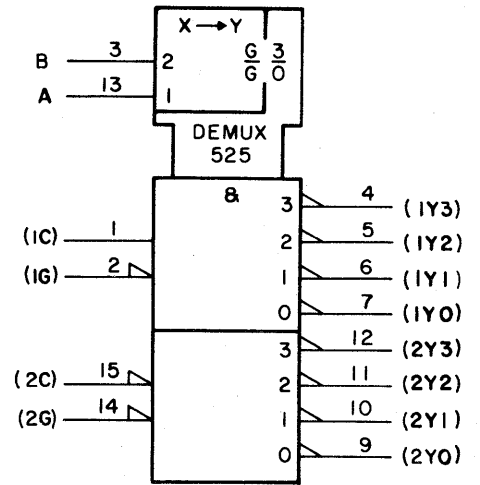 X → Y
B 3 2 G 3
A 13 1 G 0
DEMUX
525
&
3 4 (1Y3)
(1C) 1 2 5 (1Y2)
(1G) 2 1 6 (1Y1)
0 7 (1Y0)
3 12 (2Y3)
(2C) 15 2 11 (2Y2)
(2G) 14 1 10 (2Y1)
0 9 (2Y0)